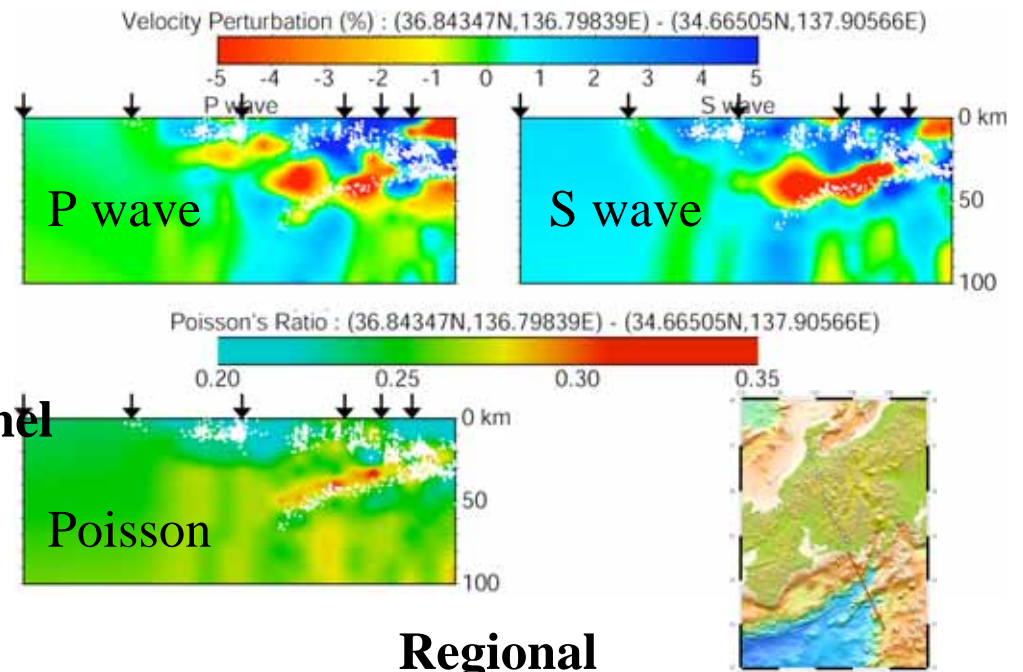 Velocity Perturbation (%) : (36.84347N,136.79839E) - (34.66505N,137.90566E)
-5 -4 -3 -2 -1 0 1 2 3 4 5
P wave S wave
0 km
P wave S wave
50
100
Poisson's Ratio : (36.84347N,136.79839E) - (34.66505N,137.90566E)
0.20 0.25 0.30 0.35
nel
0 km
50
Poisson
100
Regional